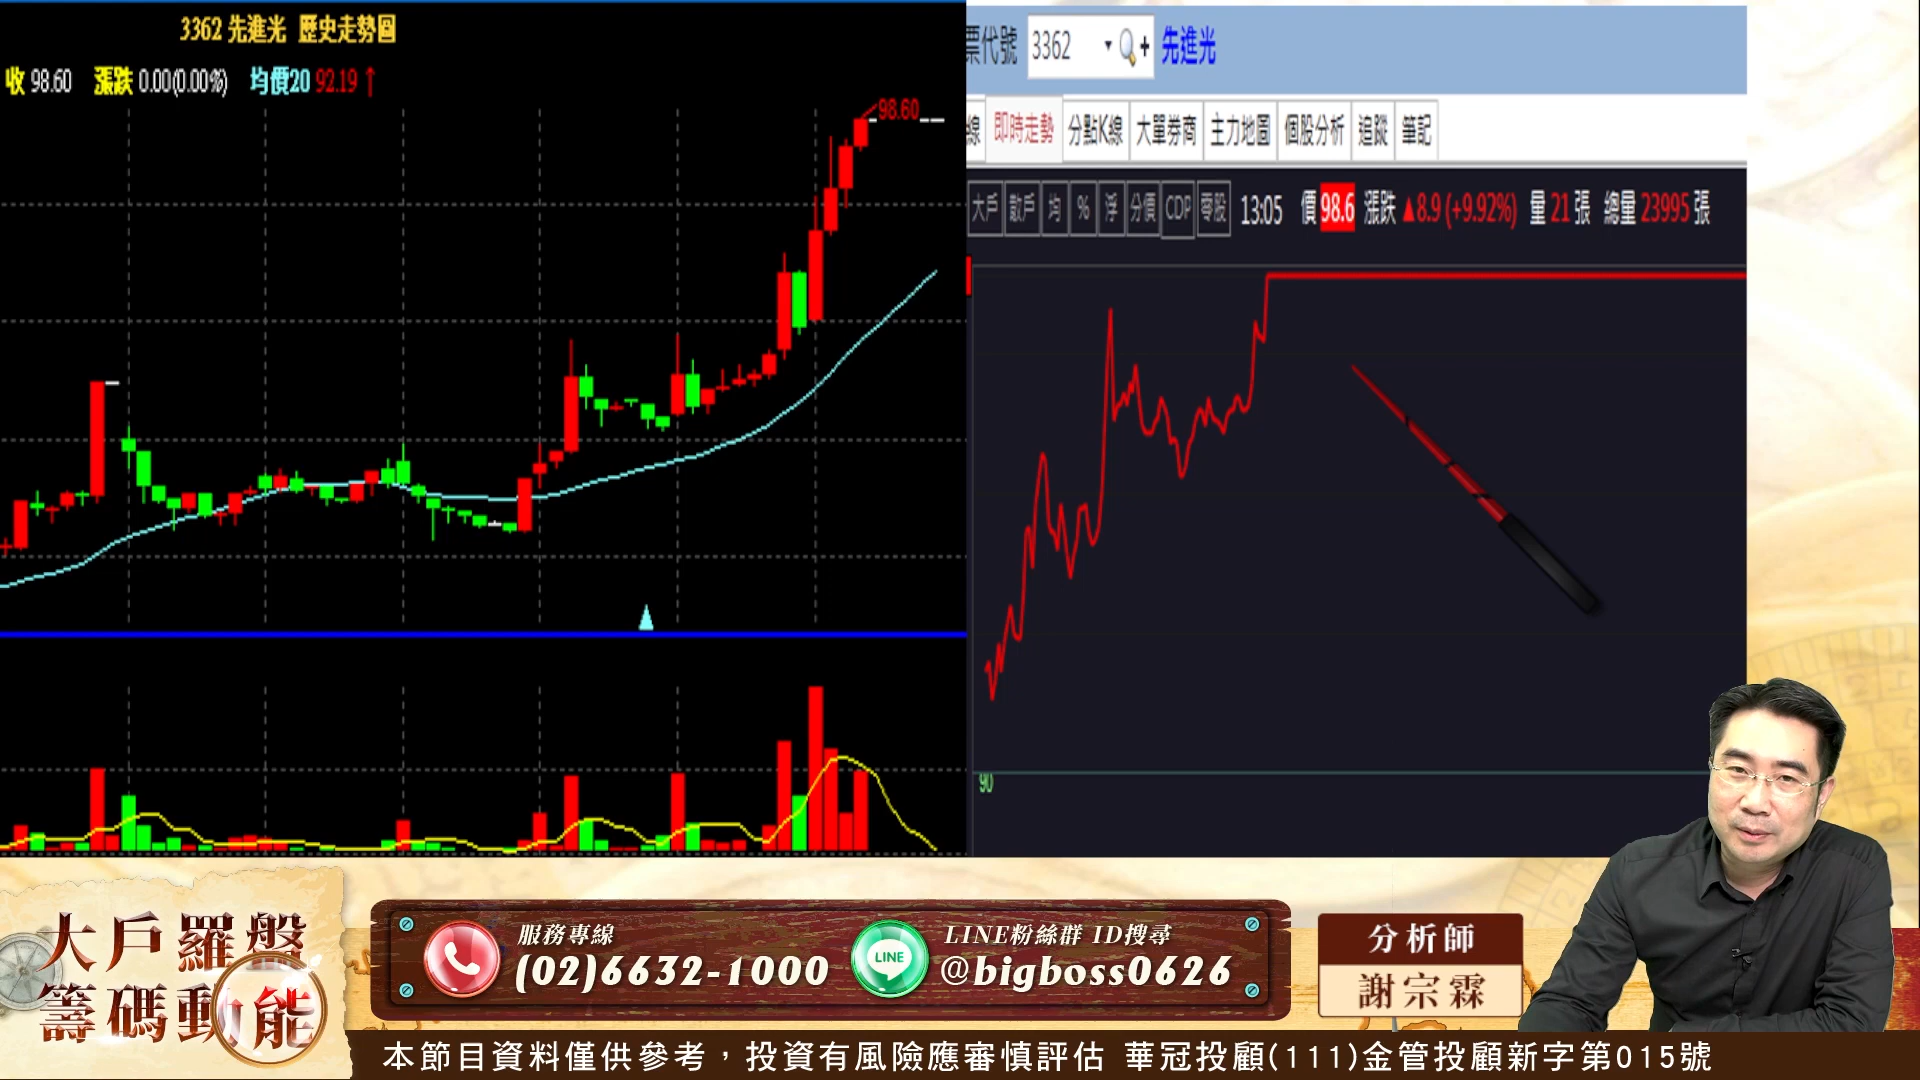 3362 先進光 歷史走勢圖
收 98.60 漲跌 0.00(0.00%) 均價20 92.19 ↑
98.60
票代號 3362 ▼ + 先進光
線 即時走勢 分點K線 大單券商 主力地圖 個股分析 追蹤 筆記
大戶 散戶 均 % 浮 分價 CDP 零股 13:05 價 98.6 漲跌 ▲8.9 (+9.92%) 量 21 張 總量 23995 張
90
大戶羅盤
籌碼動能
服務專線
(02)6632-1000
LINE
LINE粉絲群 ID搜尋
@bigboss0626
分析師
謝宗霖
本節目資料僅供參考，投資有風險應審慎評估 華冠投顧(111)金管投顧新字第015號